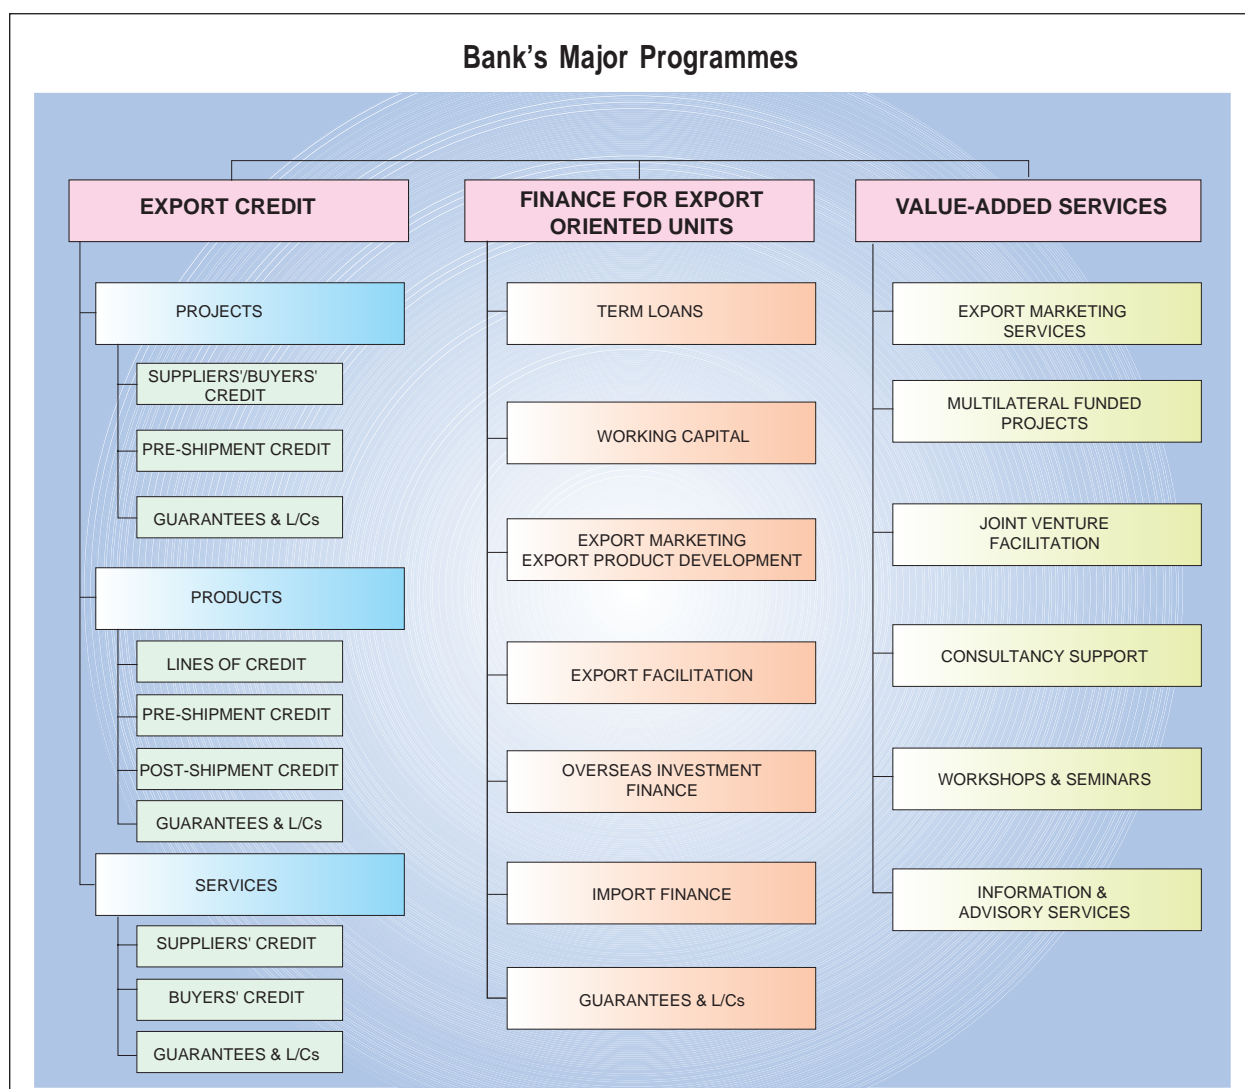 Bank's Major Programmes
EXPORT CREDIT
PROJECTS
SUPPLIERS'/BUYERS'
CREDIT
PRE-SHIPMENT CREDIT
GUARANTEES & L/Cs
PRODUCTS
LINES OF CREDIT
PRE-SHIPMENT CREDIT
POST-SHIPMENT CREDIT
GUARANTEES & L/Cs
SERVICES
SUPPLIERS' CREDIT
BUYERS' CREDIT
GUARANTEES & L/Cs
FINANCE FOR EXPORT
ORIENTED UNITS
TERM LOANS
WORKING CAPITAL
EXPORT MARKETING
EXPORT PRODUCT DEVELOPMENT
EXPORT FACILITATION
OVERSEAS INVESTMENT
FINANCE
IMPORT FINANCE
GUARANTEES & L/Cs
VALUE-ADDED SERVICES
EXPORT MARKETING
SERVICES
MULTILATERAL FUNDED
PROJECTS
JOINT VENTURE
FACILITATION
CONSULTANCY SUPPORT
WORKSHOPS & SEMINARS
INFORMATION &
ADVISORY SERVICES